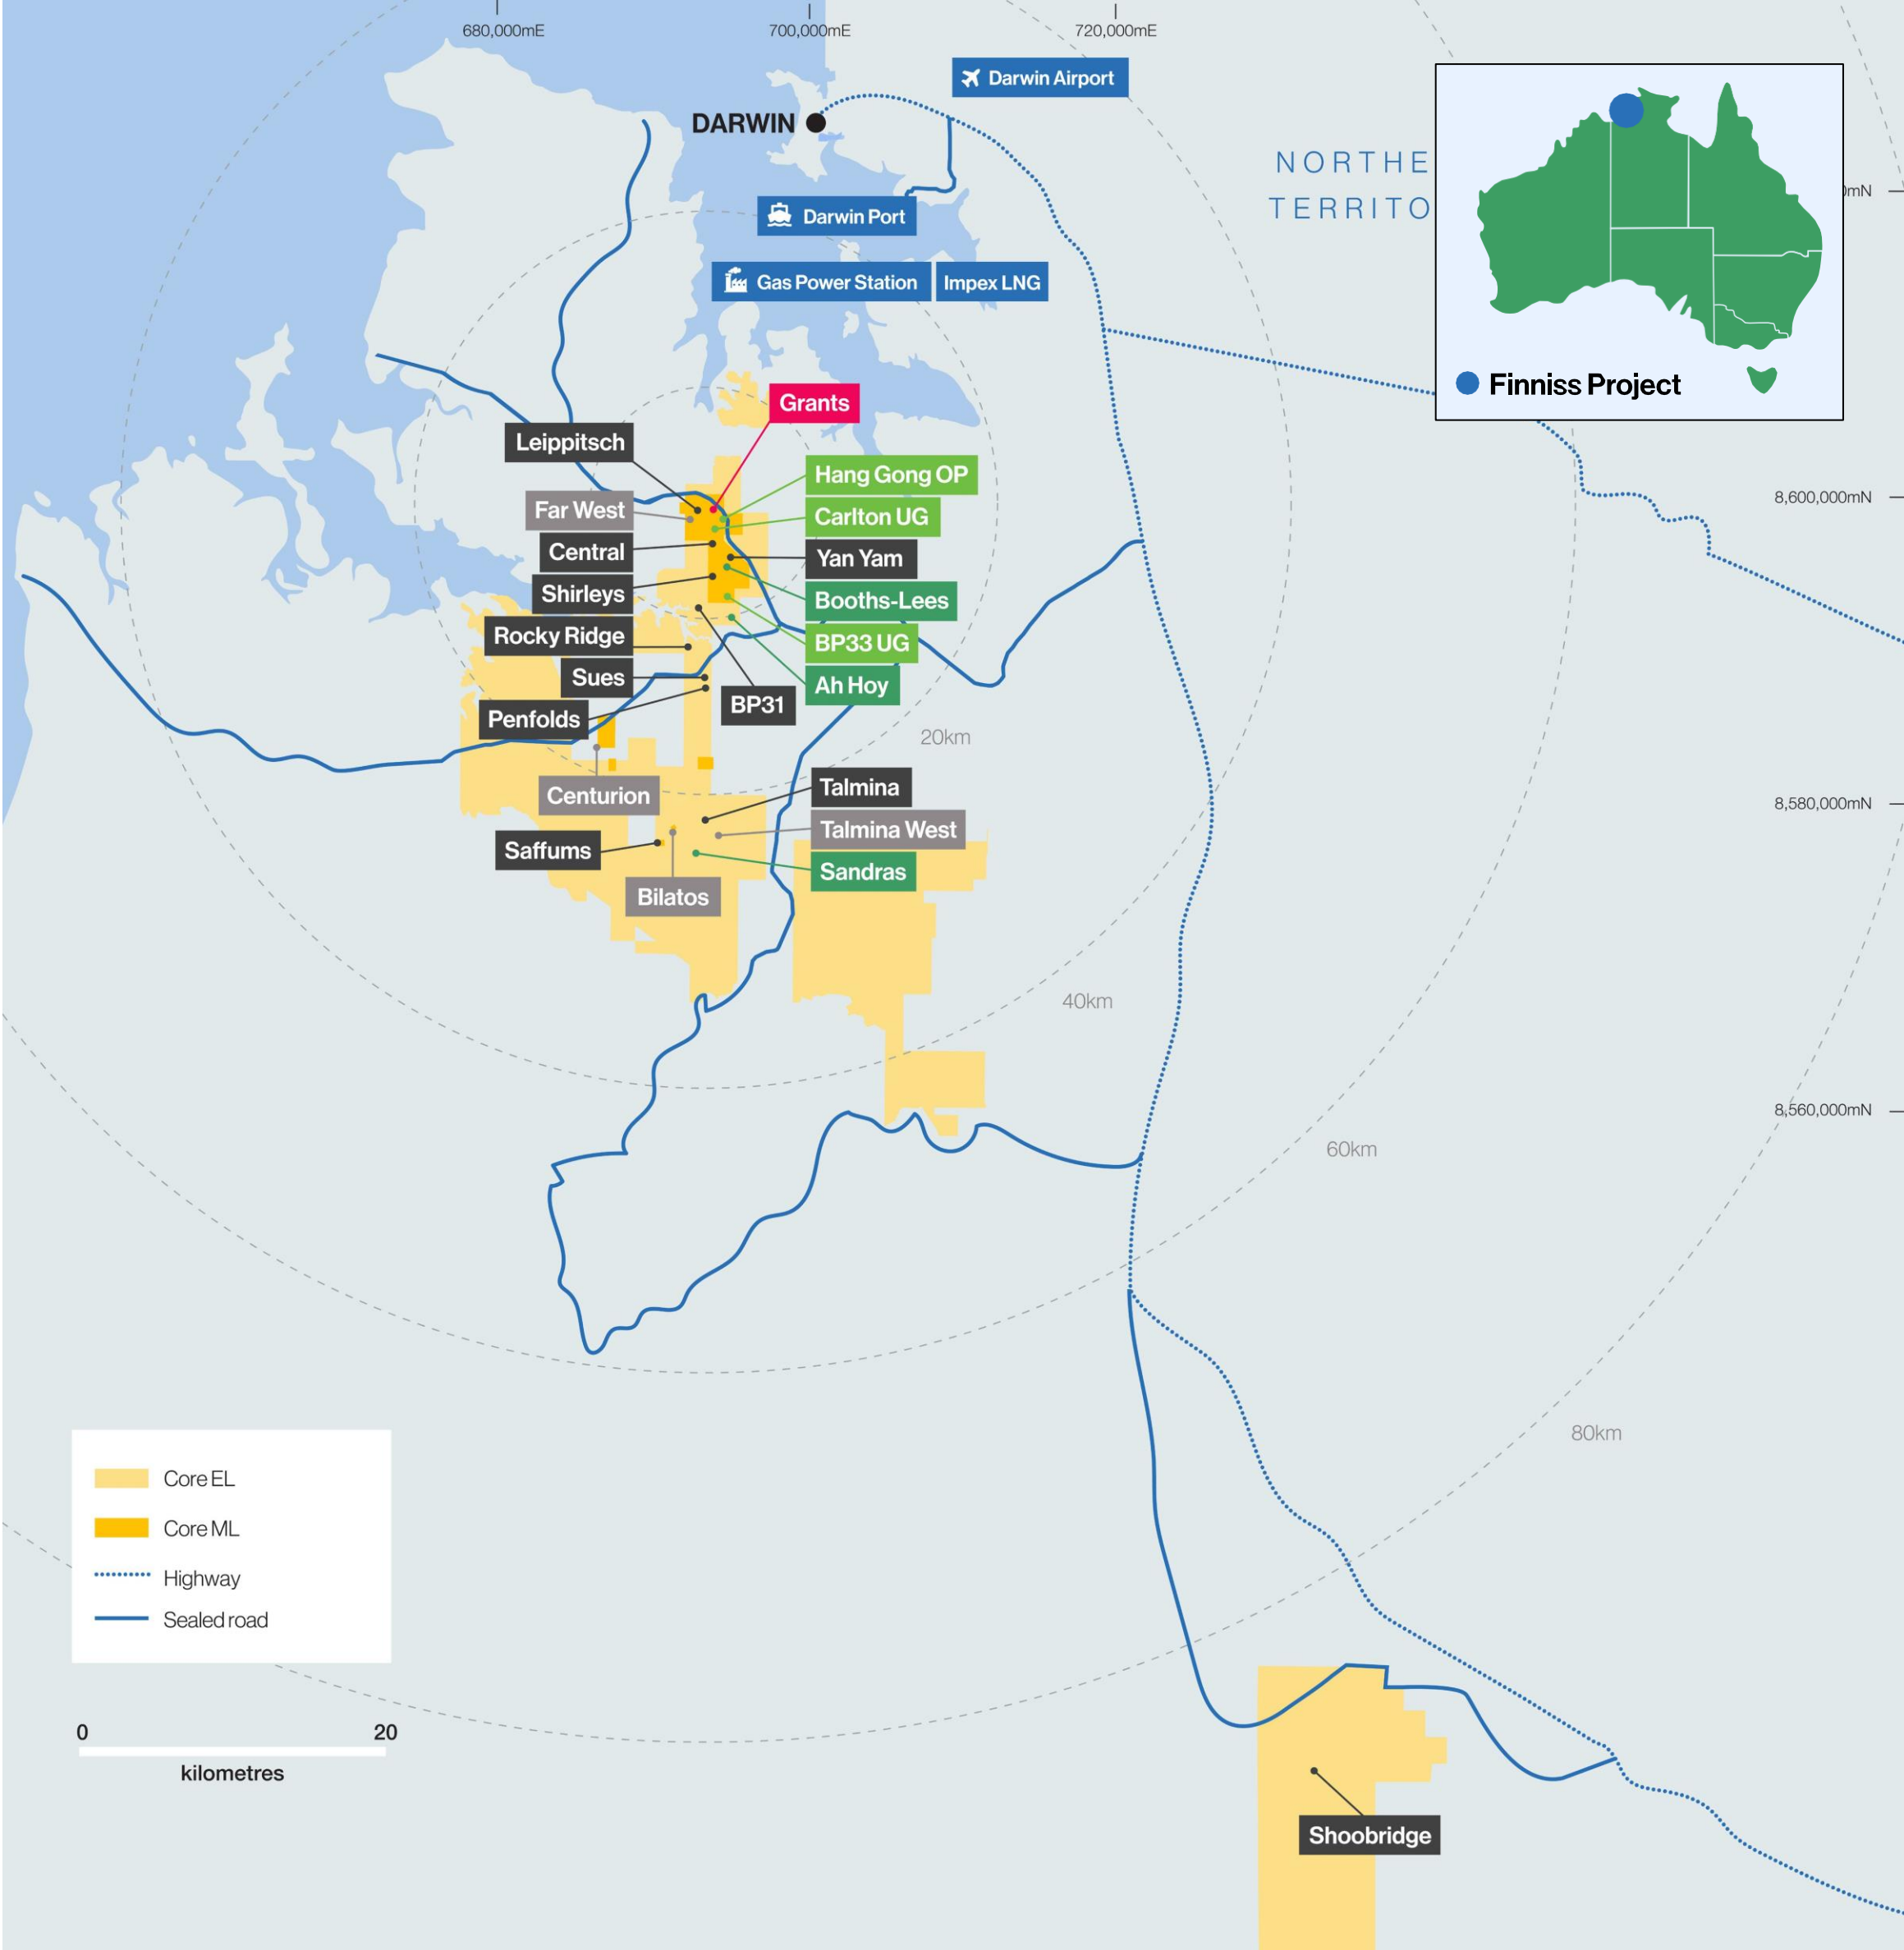 680,000mE
700,000mE
720,000mE
Darwin Airport
DARWIN
NORTHE
TERRITO
mN
Darwin Port
Gas Power Station
Impex LNG
Finniss Project
Grants
Leippitsch
Hang Gong OP
8,600,000mN
Far West
Carlton UG
Central
Yan Yam
Shirleys
Booths-Lees
Rocky Ridge
BP33 UG
Sues
Ah Hoy
BP31
Penfolds
20km
Centurion
Talmina
8,580,000mN
Talmina West
Saffums
Sandras
Bilatos
40km
8,560,000mN
60km
80km
Core EL
Core ML
Highway
Sealed road
0
20
kilometres
Shoobridge